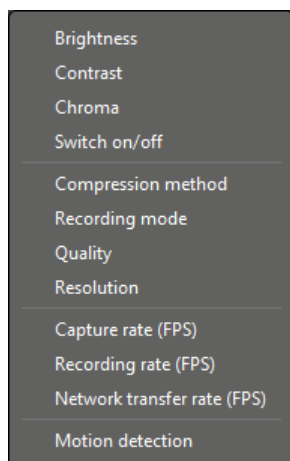 Brightness
Contrast
Chroma
Switch on/off
Compression method
Recording mode
Quality
Resolution
Capture rate (FPS)
Recording rate (FPS)
Network transfer rate (FPS)
Motion detection